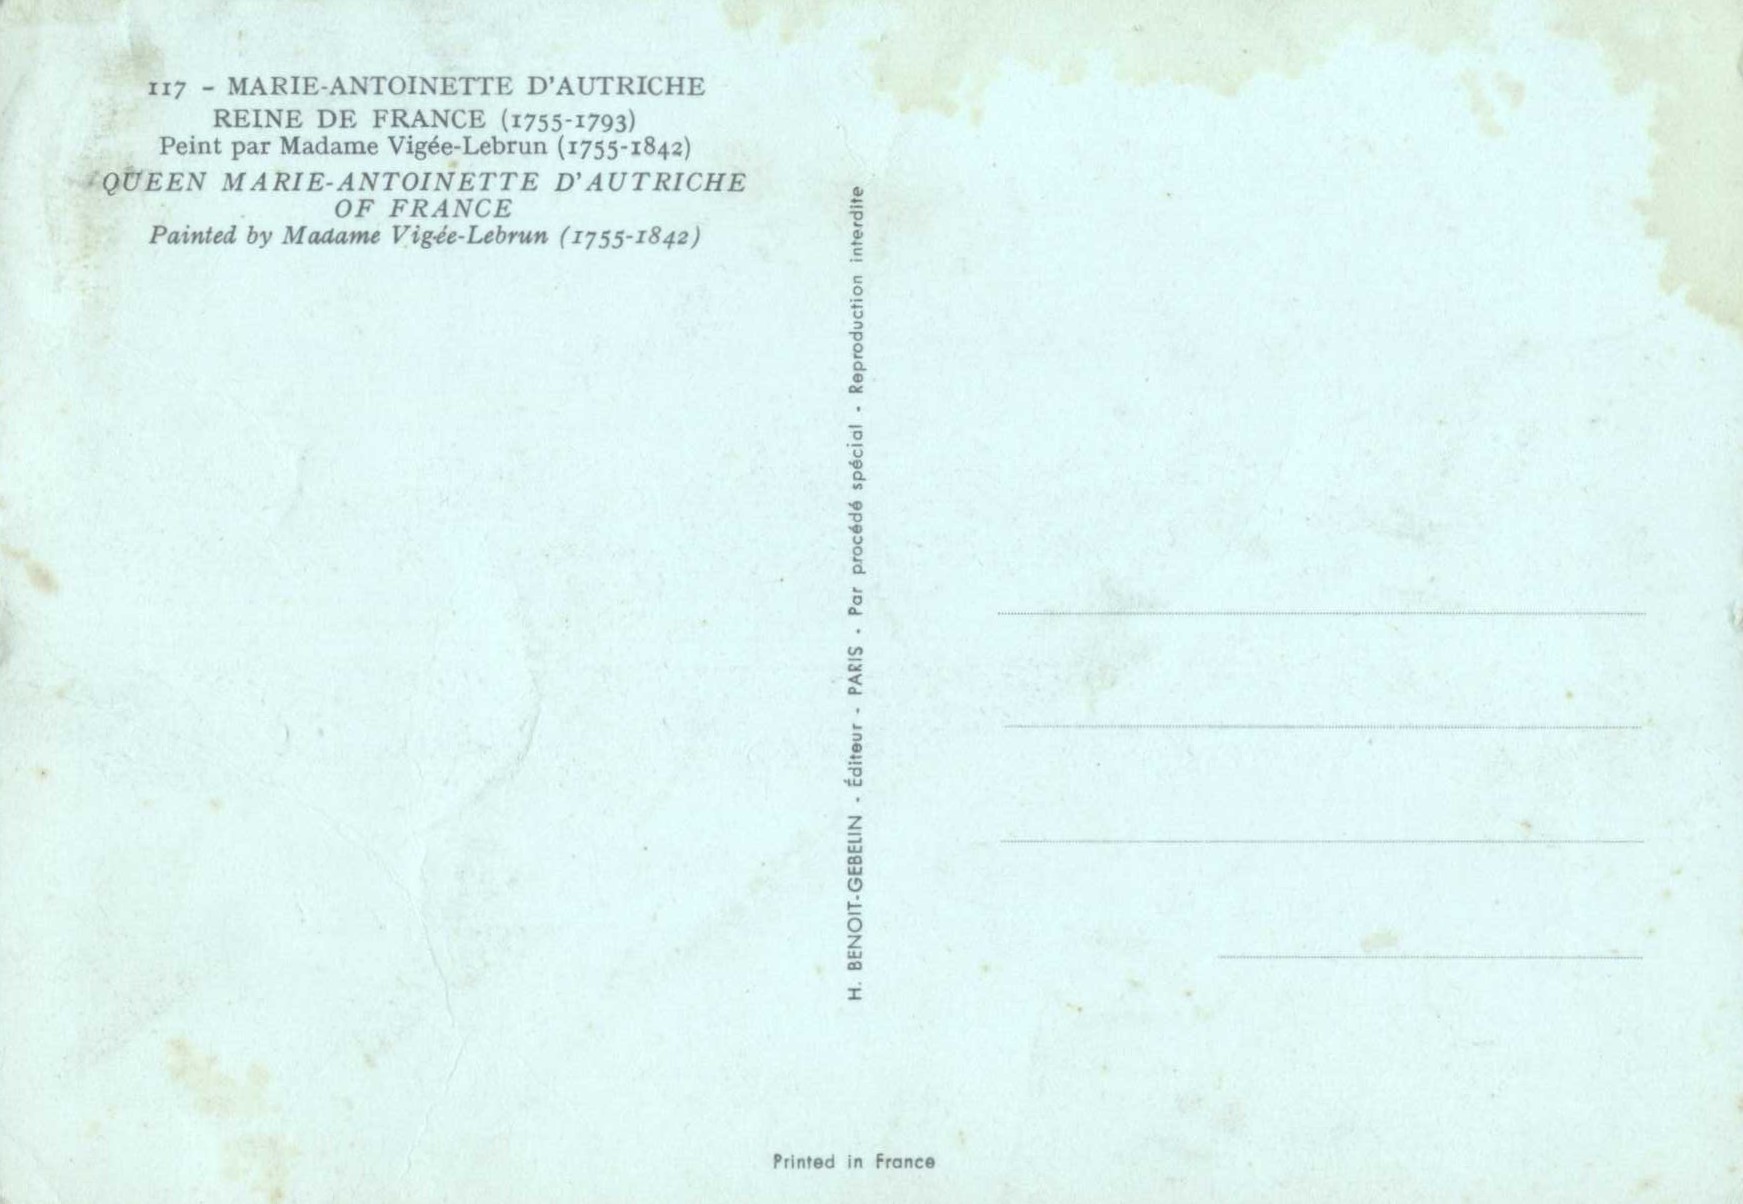 117 - MARIE-ANTOINETTE D'AUTRICHE
REINE DE FRANCE (1755-1793)
Peint par Madame Vigée-Lebrun (1755-1842)
QUEEN MARIE-ANTOINETTE D'AUTRICHE
OF FRANCE
Painted by Madame Vigée-Lebrun (1755-1842)
H. BENOIT-GEBELIN - Éditeur - PARIS - Par procédé spécial - Reproduction interdite
Printed in France